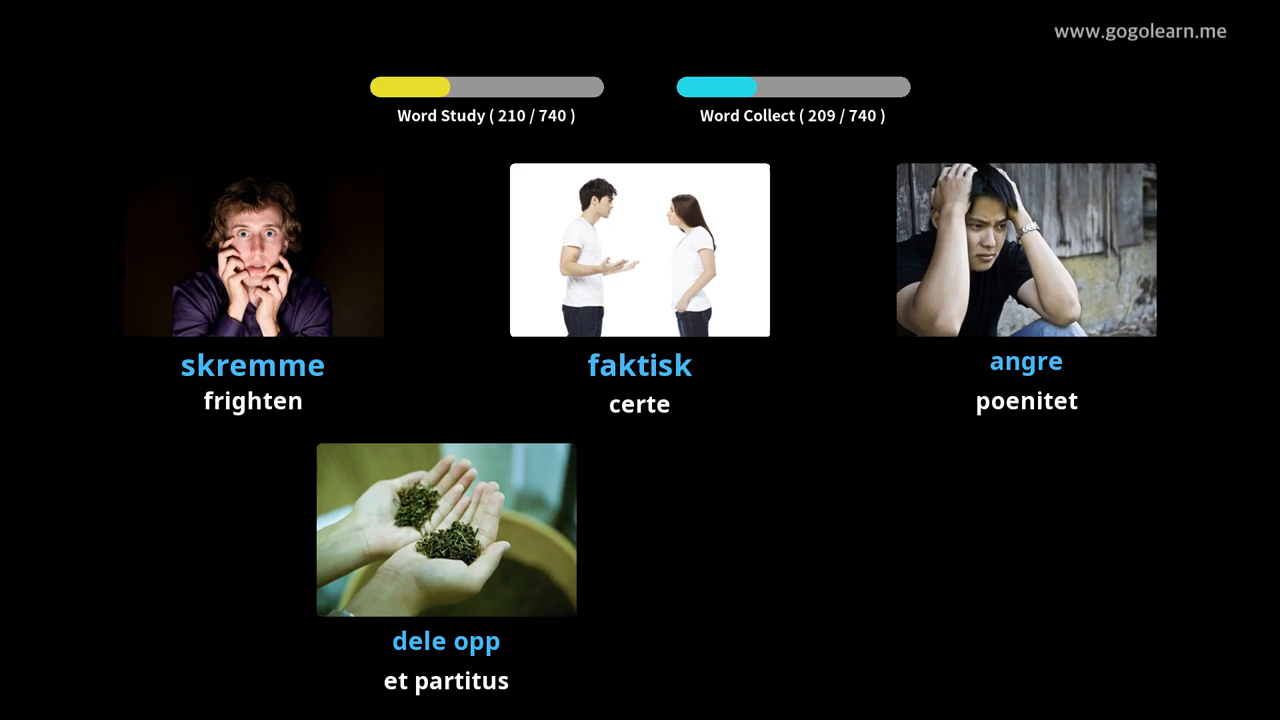 www.gogolearn.me
Word Study ( 210 / 740 )
Word Collect ( 209 / 740 )
skremme
frighten
faktisk
certe
angre
poenitet
dele opp
et partitus